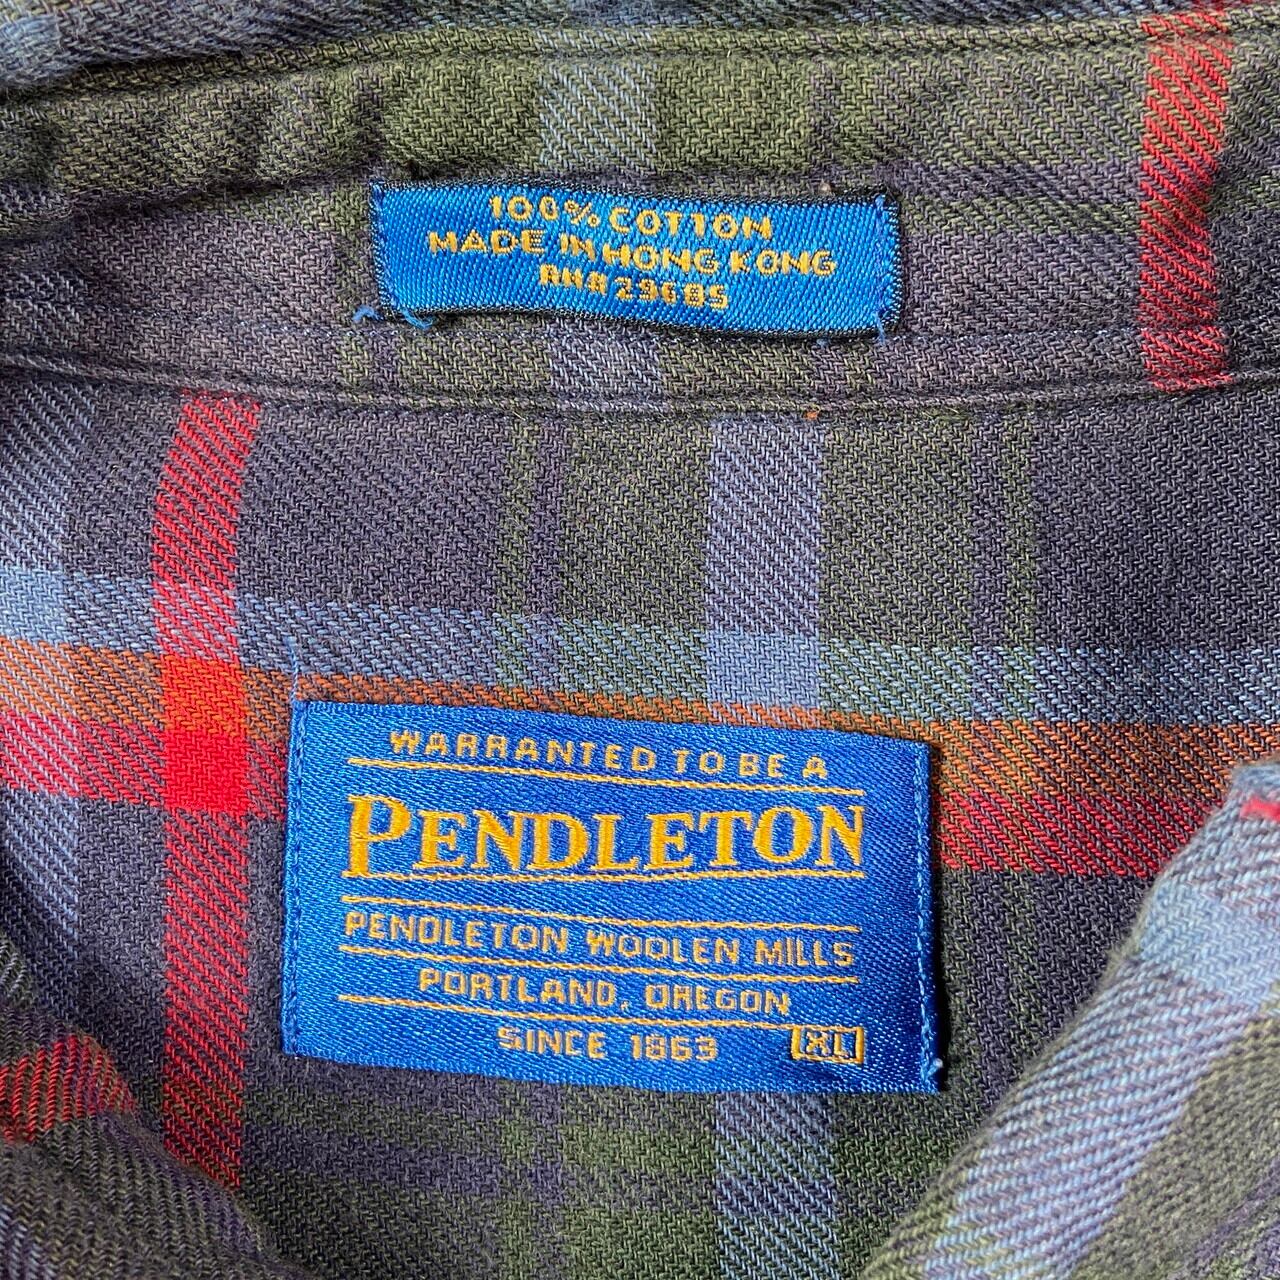 100% COTTON
MADE IN HONG KONG
RN# 29685
WARRANTED TO BE A
PENDLETON
PENDLETON WOOLEN MILLS
PORTLAND, OREGON
SINCE 1863
XL